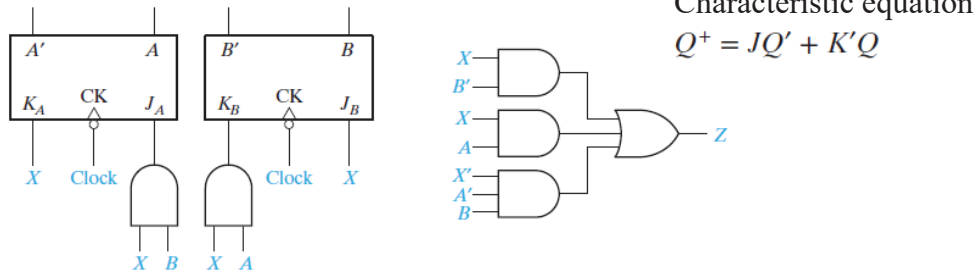 Characteristic equation
Q⁺ = JQ′ + K′Q
A′ A B′ B
K_A CK J_A K_B CK J_B
X Clock Clock X
X B X A
X
B′
X
A
X′
A′
B
Z